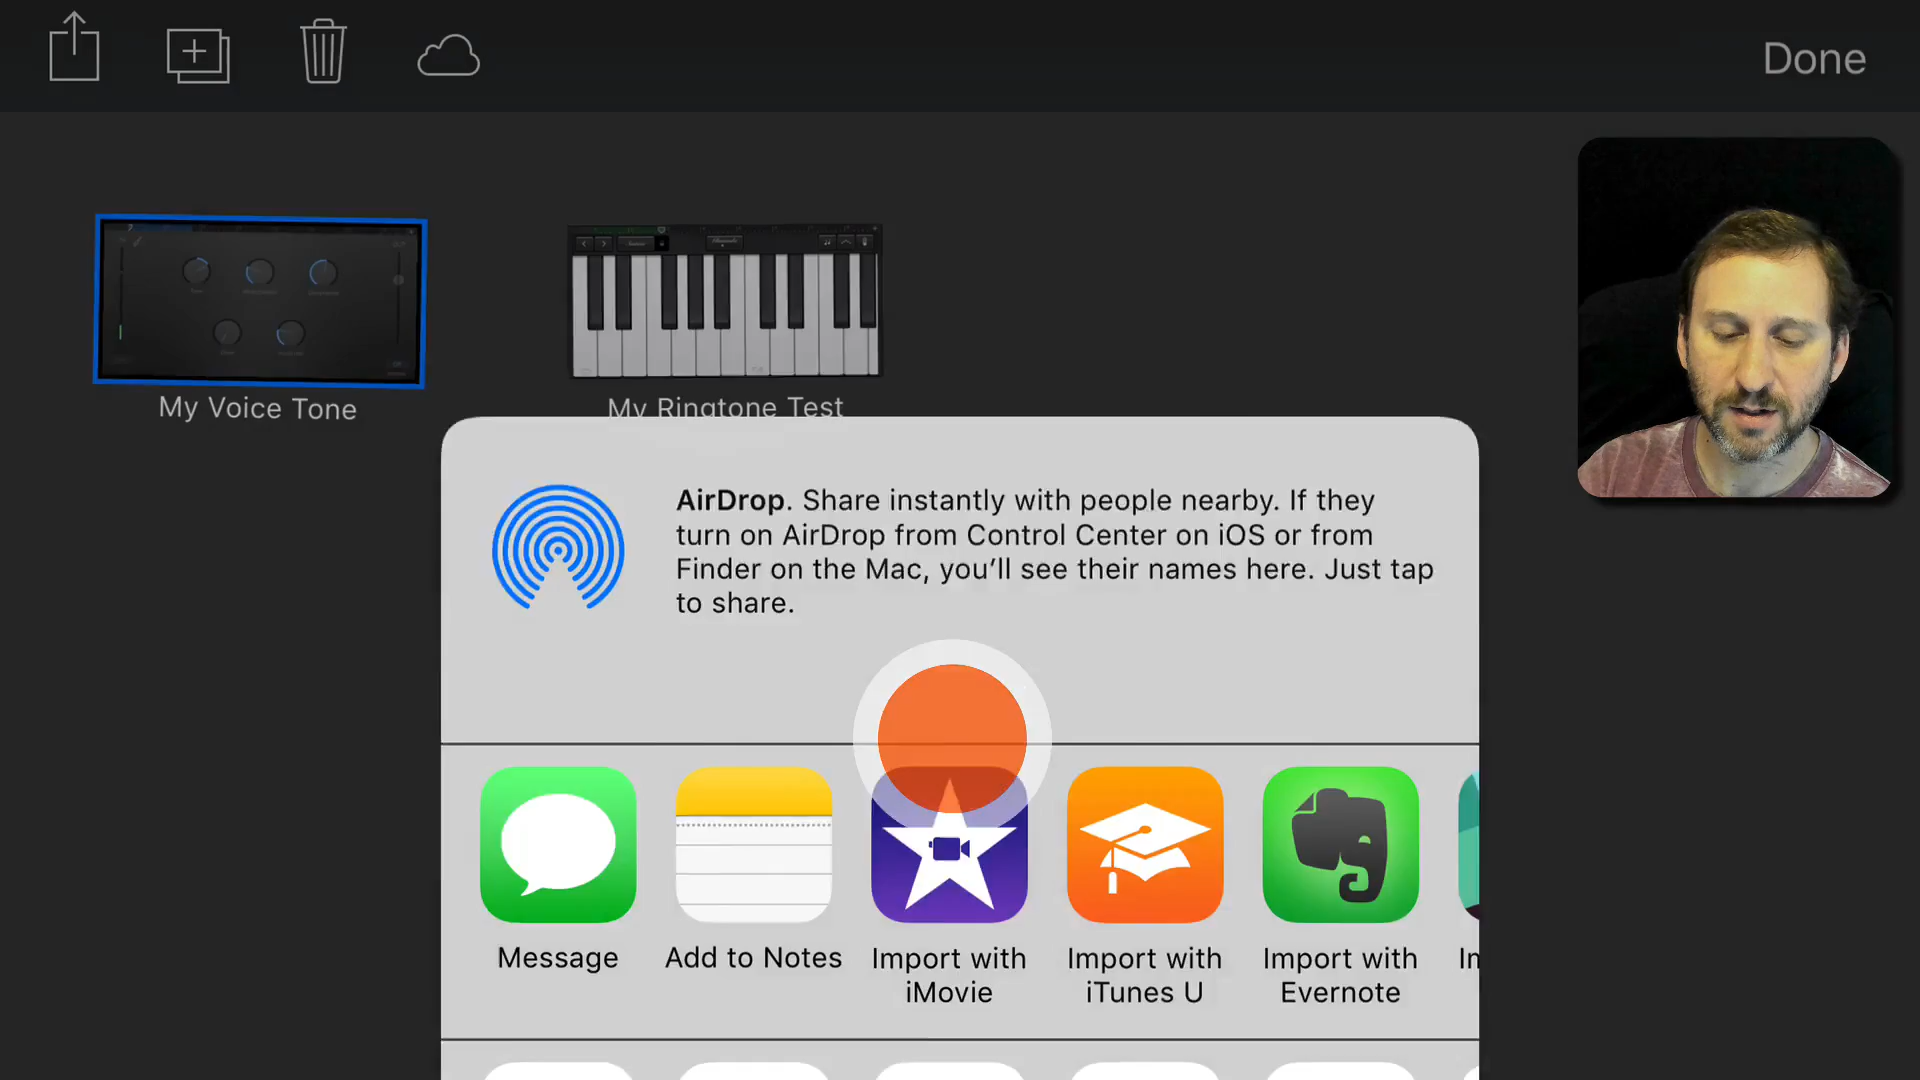 Done
My Voice Tone
My Ringtone Test
AirDrop. Share instantly with people nearby. If they
turn on AirDrop from Control Center on iOS or from
Finder on the Mac, you’ll see their names here. Just tap
to share.
Message
Add to Notes
Import with
iMovie
Import with
iTunes U
Import with
Evernote